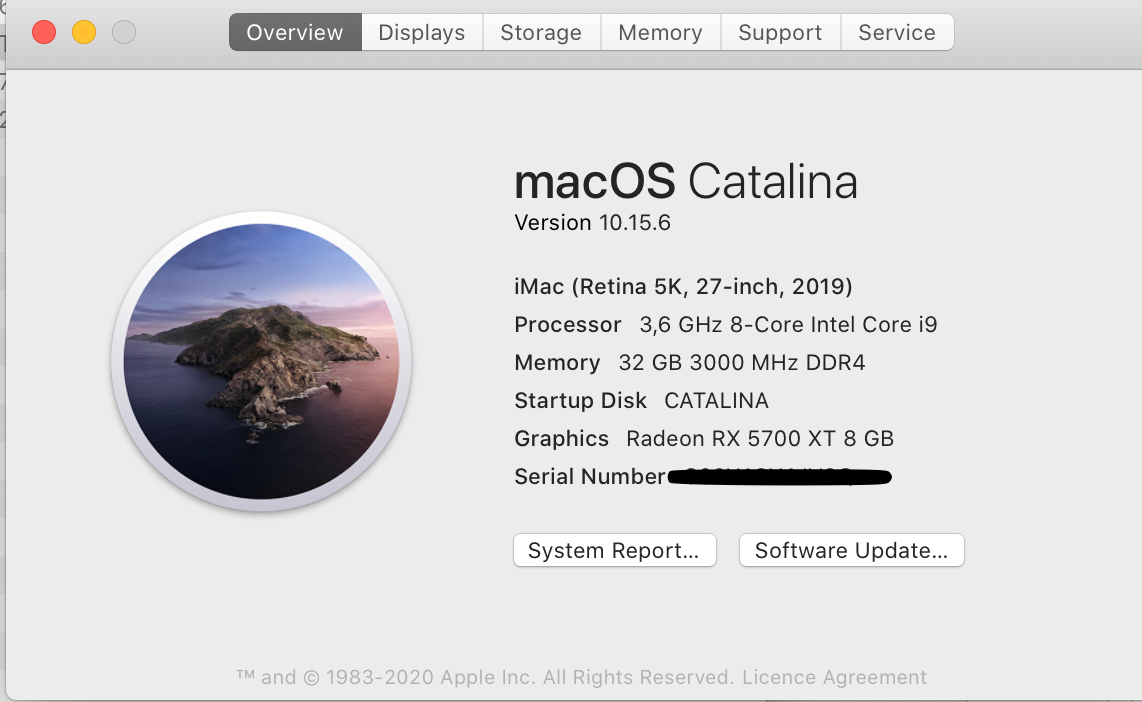 Overview Displays Storage Memory Support Service
macOS Catalina
Version 10.15.6
iMac (Retina 5K, 27-inch, 2019)
Processor 3,6 GHz 8-Core Intel Core i9
Memory 32 GB 3000 MHz DDR4
Startup Disk CATALINA
Graphics Radeon RX 5700 XT 8 GB
Serial Number
System Report... Software Update...
™ and © 1983-2020 Apple Inc. All Rights Reserved. Licence Agreement